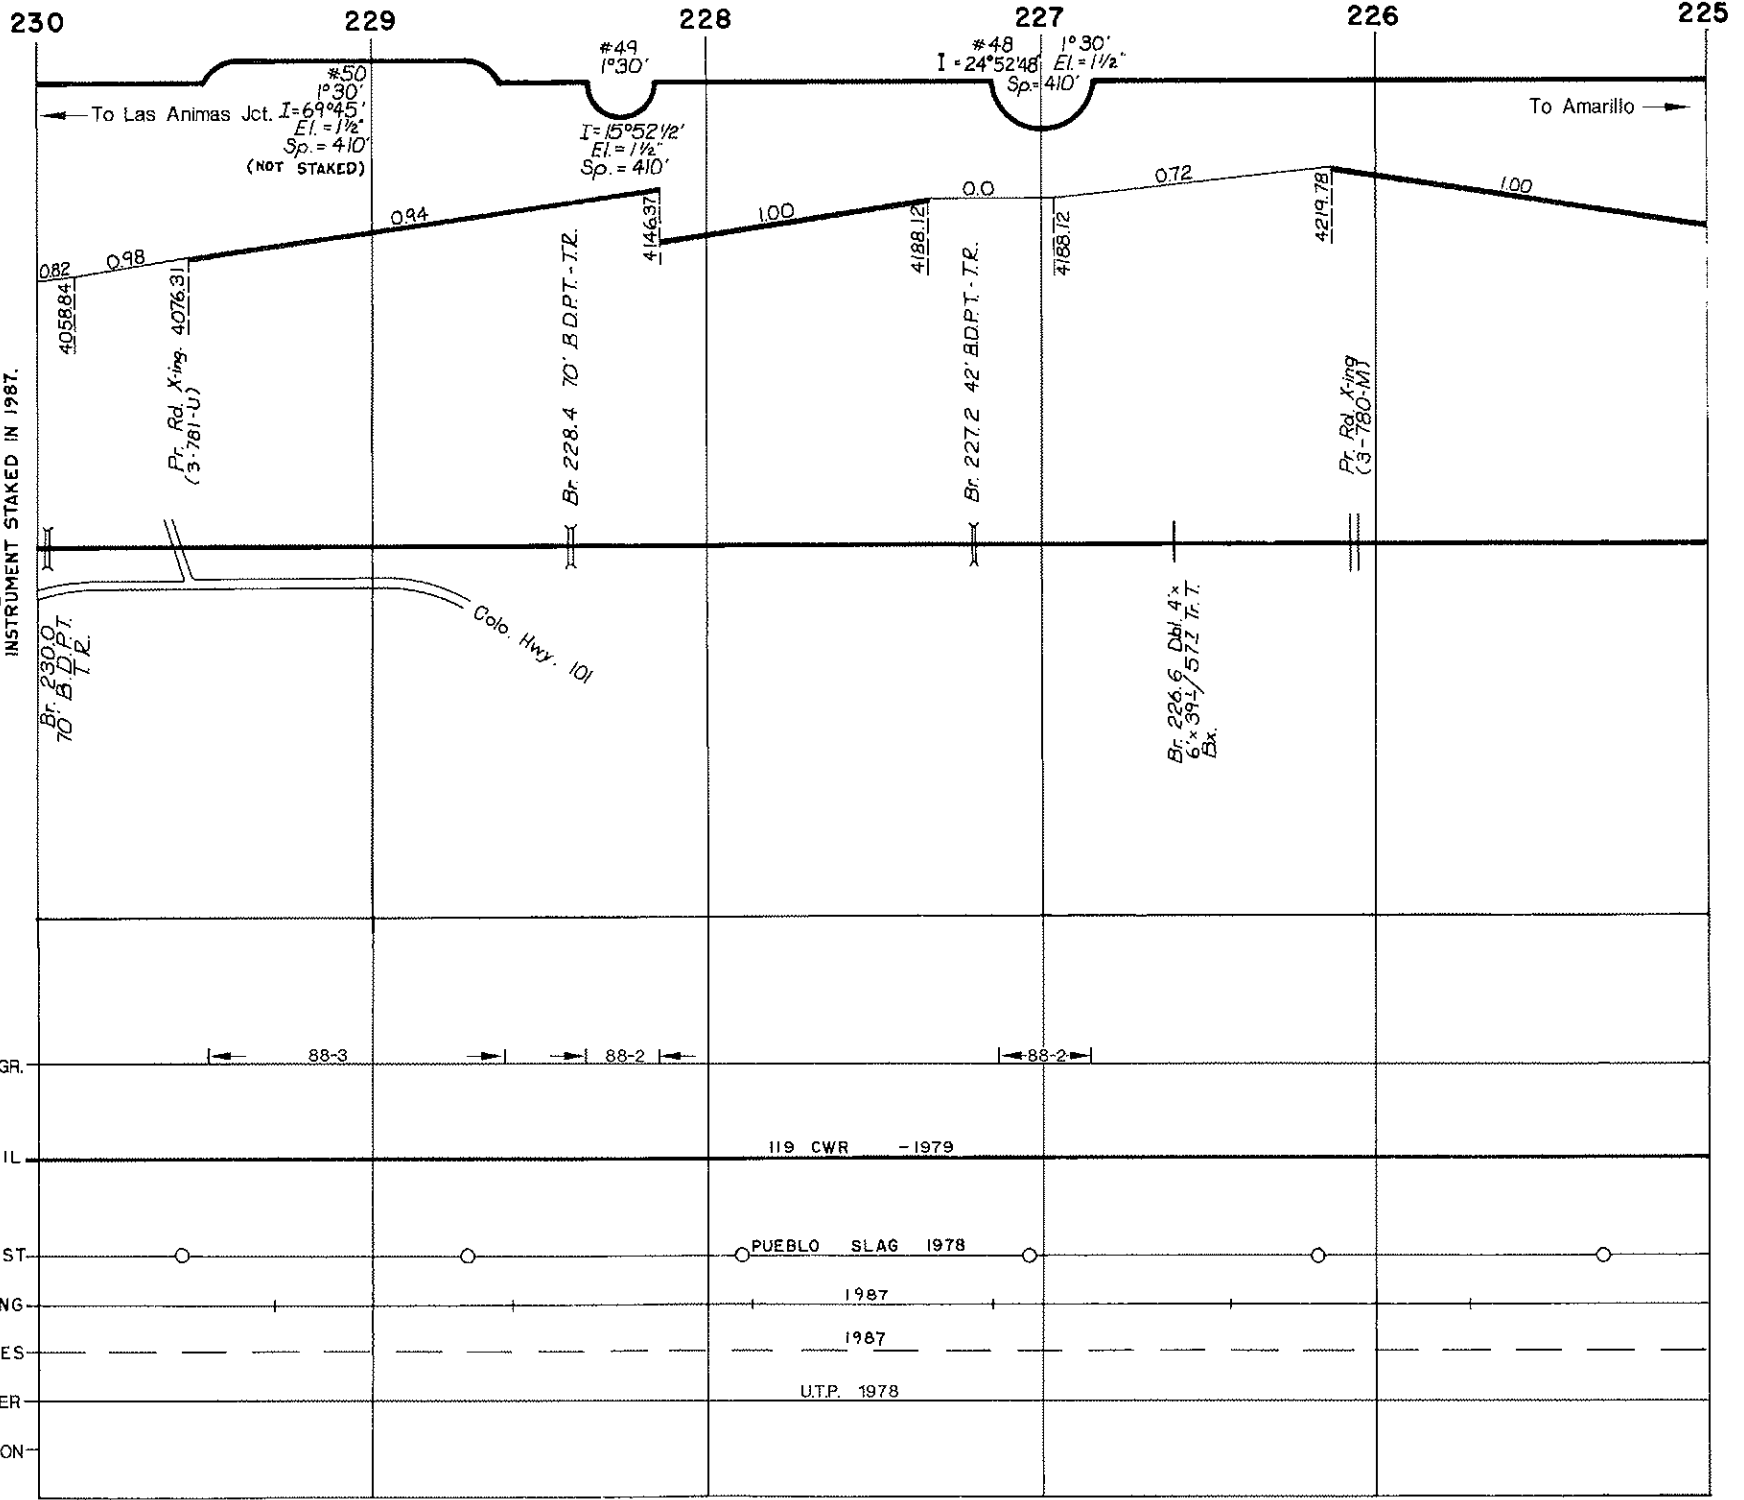 230 229 228 227 226 225
#50
1°30'
I=69°45'
El. = 1½"
Sp. = 410'
(NOT STAKED)
To Las Animas Jct.
#49
1°30'
I=15°52½'
El. = 1½"
Sp. = 410'
#48 1°30'
I = 24°52'48" El. = 1½"
Sp. = 410'
To Amarillo
0.82
0.98
0.94
1.00
0.0
0.72
1.00
4058.84
4076.31
4146.37
4188.12
4188.12
4219.78
Pr. Rd. X-ing.
(3-781-U)
Br. 228.4 70' B.D.P.T.-T.R.
Br. 227.2 42' B.D.P.T.-T.R.
Pr. Rd. X-ing
(3-780-M)
INSTRUMENT STAKED IN 1987.
Br. 230.0
70' B.D.P.T.
T.R.
Colo. Hwy. 101
Br. 226.6 Dbl. 4'x
Bx.
GR.
88-3
88-2
88-2
IL
119 CWR -1979
ST
PUEBLO SLAG 1978
NG
1987
ES
1987
ER
U.T.P. 1978
ON